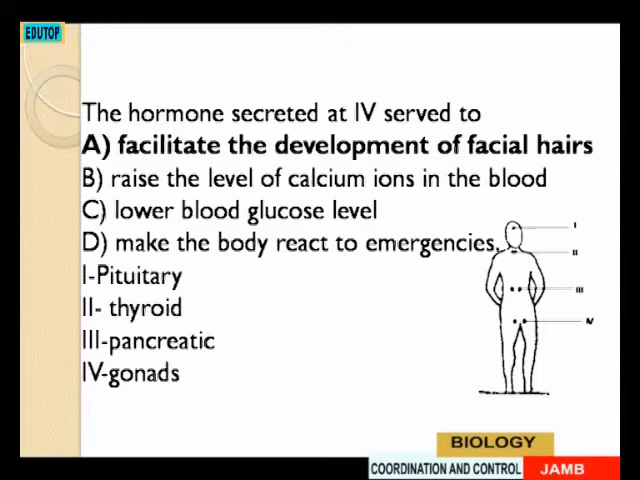 EDUTOP
The hormone secreted at IV served to
A) facilitate the development of facial hairs
B) raise the level of calcium ions in the blood
C) lower blood glucose level
D) make the body react to emergencies.
I-Pituitary
II- thyroid
III-pancreatic
IV-gonads
I
II
III
IV
BIOLOGY
COORDINATION AND CONTROL JAMB